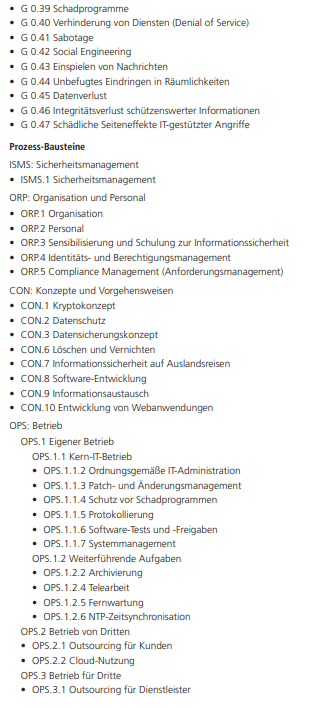 • G 0.39 Schadprogramme
• G 0.40 Verhinderung von Diensten (Denial of Service)
• G 0.41 Sabotage
• G 0.42 Social Engineering
• G 0.43 Einspielen von Nachrichten
• G 0.44 Unbefugtes Eindringen in Räumlichkeiten
• G 0.45 Datenverlust
• G 0.46 Integritätsverlust schützenswerter Informationen
• G 0.47 Schädliche Seiteneffekte IT-gestützter Angriffe
Prozess-Bausteine
ISMS: Sicherheitsmanagement
• ISMS.1 Sicherheitsmanagement
ORP: Organisation und Personal
• ORP.1 Organisation
• ORP.2 Personal
• ORP.3 Sensibilisierung und Schulung zur Informationssicherheit
• ORP.4 Identitäts- und Berechtigungsmanagement
• ORP.5 Compliance Management (Anforderungsmanagement)
CON: Konzepte und Vorgehensweisen
• CON.1 Kryptokonzept
• CON.2 Datenschutz
• CON.3 Datensicherungskonzept
• CON.6 Löschen und Vernichten
• CON.7 Informationssicherheit auf Auslandsreisen
• CON.8 Software-Entwicklung
• CON.9 Informationsaustausch
• CON.10 Entwicklung von Webanwendungen
OPS: Betrieb
OPS.1 Eigener Betrieb
OPS.1.1 Kern-IT-Betrieb
• OPS.1.1.2 Ordnungsgemäße IT-Administration
• OPS.1.1.3 Patch- und Änderungsmanagement
• OPS.1.1.4 Schutz vor Schadprogrammen
• OPS.1.1.5 Protokollierung
• OPS.1.1.6 Software-Tests und -Freigaben
• OPS.1.1.7 Systemmanagement
OPS.1.2 Weiterführende Aufgaben
• OPS.1.2.2 Archivierung
• OPS.1.2.4 Telearbeit
• OPS.1.2.5 Fernwartung
• OPS.1.2.6 NTP-Zeitsynchronisation
OPS.2 Betrieb von Dritten
• OPS.2.1 Outsourcing für Kunden
• OPS.2.2 Cloud-Nutzung
OPS.3 Betrieb für Dritte
• OPS.3.1 Outsourcing für Dienstleister